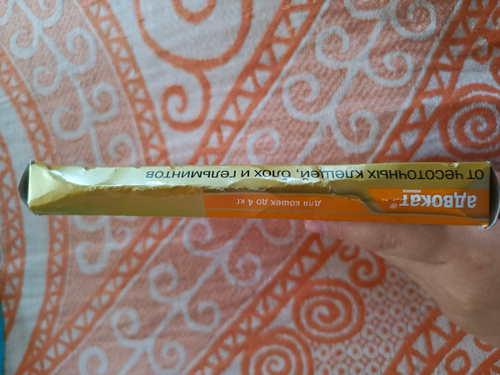 адвокат®
для кошек до 4 кг
ОТ ЧЕСОТОЧНЫХ КЛЕЩЕЙ, БЛОХ И ГЕЛЬМИНТОВ